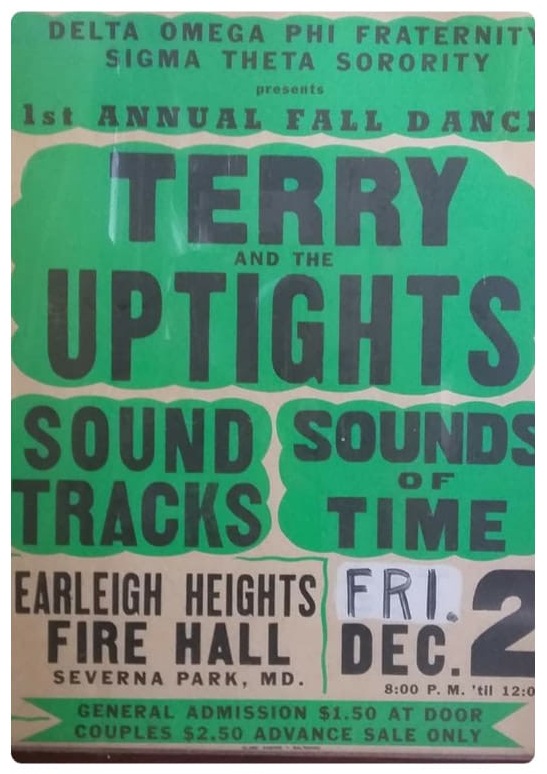 DELTA OMEGA PHI FRATERNITY
SIGMA THETA SORORITY
presents
1st ANNUAL FALL DANC
TERRY
AND THE
UPTIGHTS
SOUND
TRACKS
SOUNDS
OF
TIME
EARLEIGH HEIGHTS
FIRE HALL
SEVERNA PARK, MD.
FRI.
DEC. 2
8:00 P. M. 'til 12:0
GENERAL ADMISSION $1.50 AT DOOR
COUPLES $2.50 ADVANCE SALE ONLY